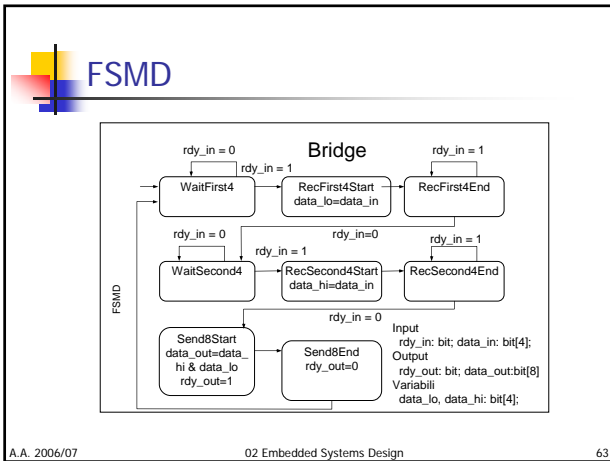 FSMD
Bridge
rdy_in = 0
rdy_in = 1
rdy_in = 1
WaitFirst4
RecFirst4Start
data_lo=data_in
RecFirst4End
rdy_in=0
rdy_in = 0
rdy_in = 1
rdy_in = 1
WaitSecond4
RecSecond4Start
data_hi=data_in
RecSecond4End
rdy_in = 0
FSMD
Send8Start
data_out=data_
hi & data_lo
rdy_out=1
Send8End
rdy_out=0
Input
rdy_in: bit; data_in: bit[4];
Output
rdy_out: bit; data_out:bit[8]
Variabili
data_lo, data_hi: bit[4];
A.A. 2006/07
02 Embedded Systems Design
63